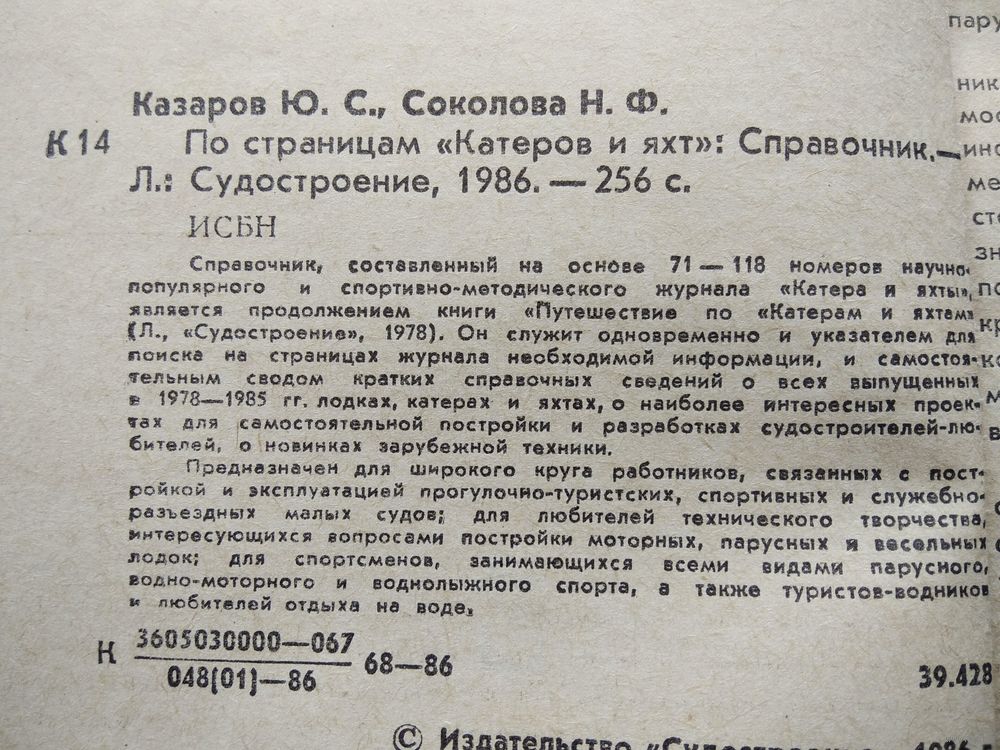 Казаров Ю. С., Соколова Н. Ф.
К 14 По страницам «Катеров и яхт»: Справочник. —
Л.: Судостроение, 1986. — 256 с.
ИСБН
Справочник, составленный на основе 71 — 118 номеров научно-
популярного и спортивно-методического журнала «Катера и яхты»,
является продолжением книги «Путешествие по «Катерам и яхтам»
(Л., «Судостроение», 1978). Он служит одновременно и указателем для
поиска на страницах журнала необходимой информации, и самостоя-
тельным сводом кратких справочных сведений о всех выпущенных
в 1978—1985 гг. лодках, катерах и яхтах, о наиболее интересных проек-
тах для самостоятельной постройки и разработках судостроителей-лю-
бителей, о новинках зарубежной техники.
Предназначен для широкого круга работников, связанных с пост-
ройкой и эксплуатацией прогулочно-туристских, спортивных и служебно-
разъездных малых судов; для любителей технического творчества,
интересующихся вопросами постройки моторных, парусных и весельных
лодок; для спортсменов, занимающихся всеми видами парусного,
водно-моторного и воднолыжного спорта, а также туристов-водников
и любителей отдыха на воде.
К 3605030000—067
048(01)—86
68—86
39.428
© Издательство